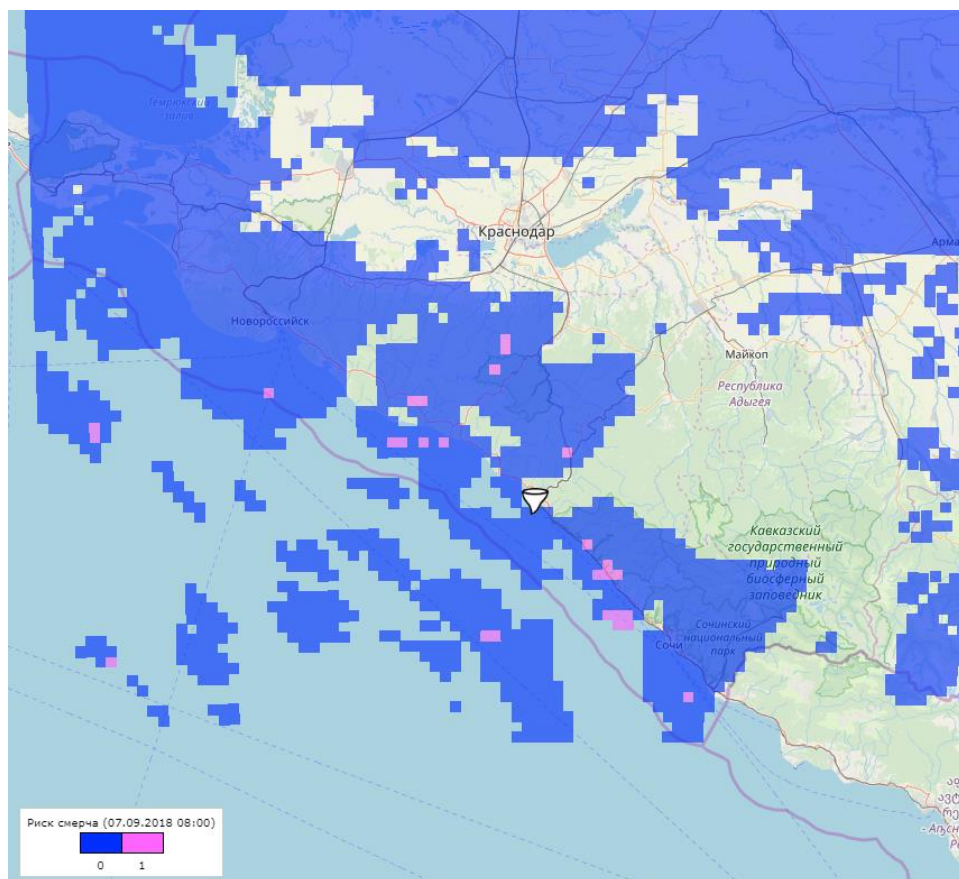 Темрюкский
залив
Краснодар
Арма
Новороссийск
Майкоп
Республика
Адыгея
Кавказский
государственный
природный
биосферный
заповедник
Сочинский
национальный
парк
Сочи
Риск смерча (07.09.2018 08:00)
0 1